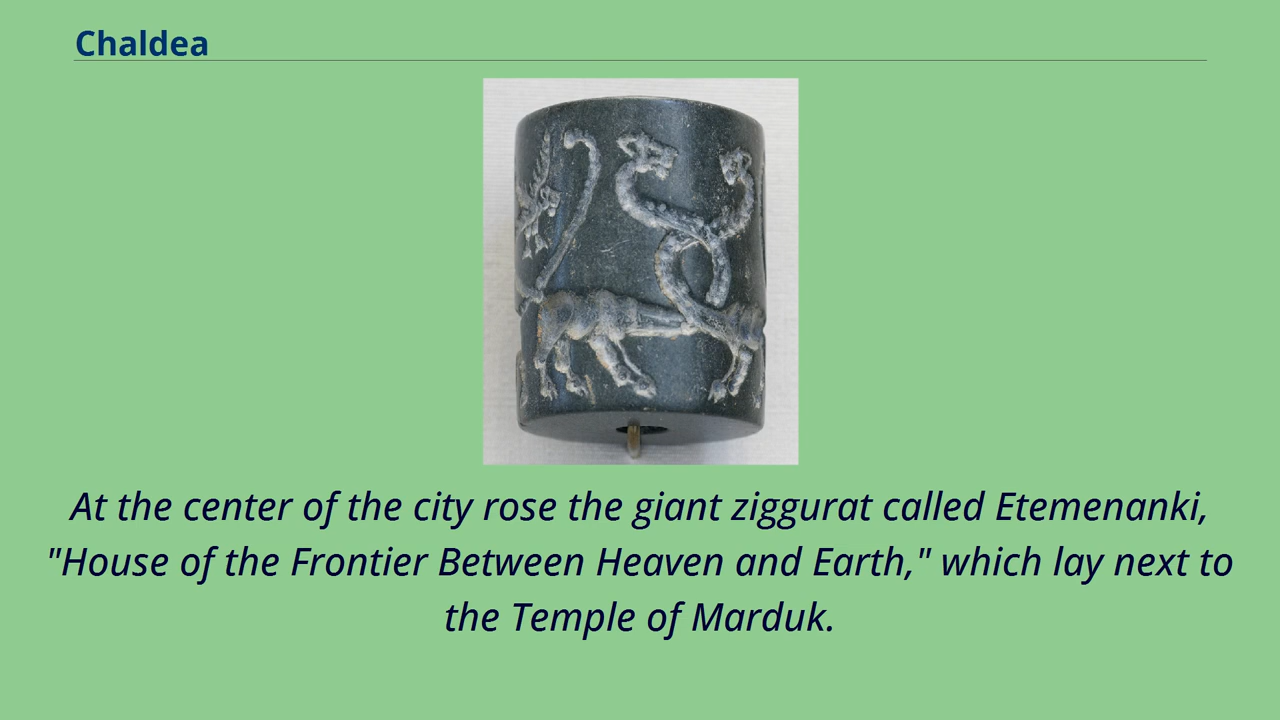 Chaldea
At the center of the city rose the giant ziggurat called Etemenanki,
"House of the Frontier Between Heaven and Earth," which lay next to
the Temple of Marduk.